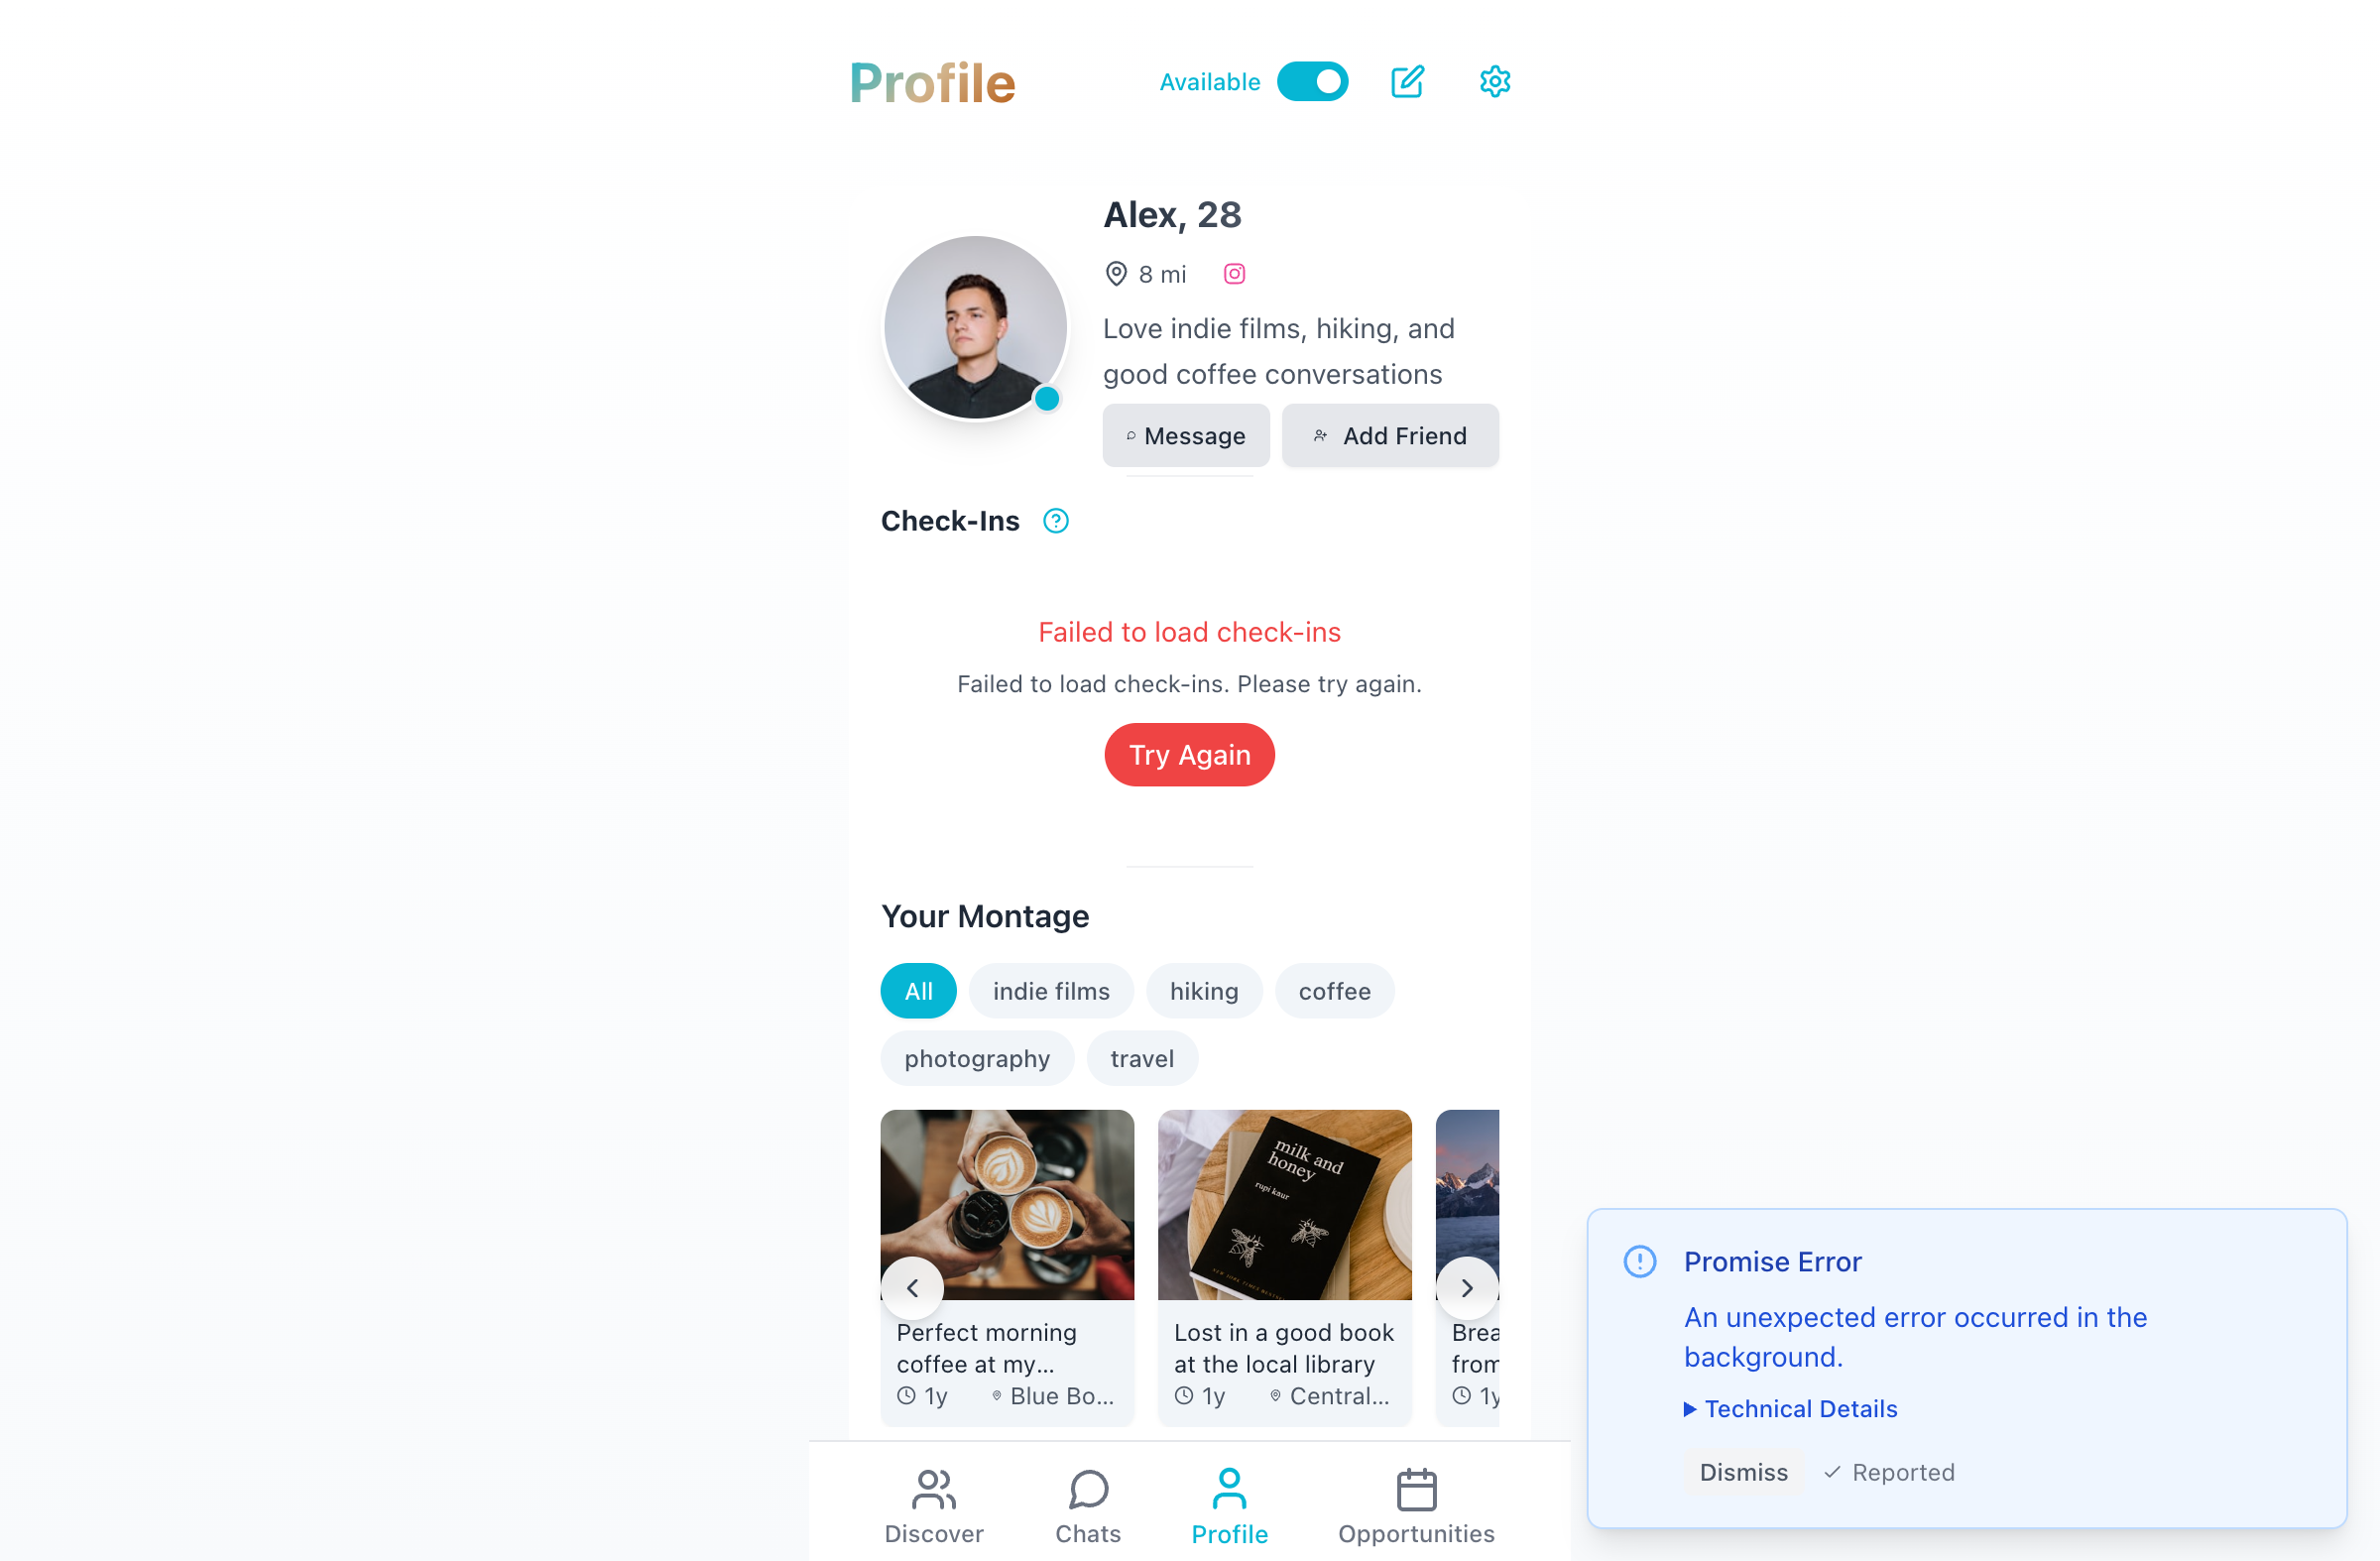 Profile
Available
Alex, 28
8 mi
Love indie films, hiking, and
good coffee conversations
Message
Add Friend
Check-Ins
Failed to load check-ins
Failed to load check-ins. Please try again.
Try Again
Your Montage
All
indie films
hiking
coffee
photography
travel
milk and
honey
rupi kaur
Perfect morning
coffee at my...
1y
Blue Bo...
Lost in a good book
at the local library
1y
Central...
Brea
from
1y
Promise Error
An unexpected error occurred in the
background.
Technical Details
Dismiss
Reported
Discover
Chats
Profile
Opportunities